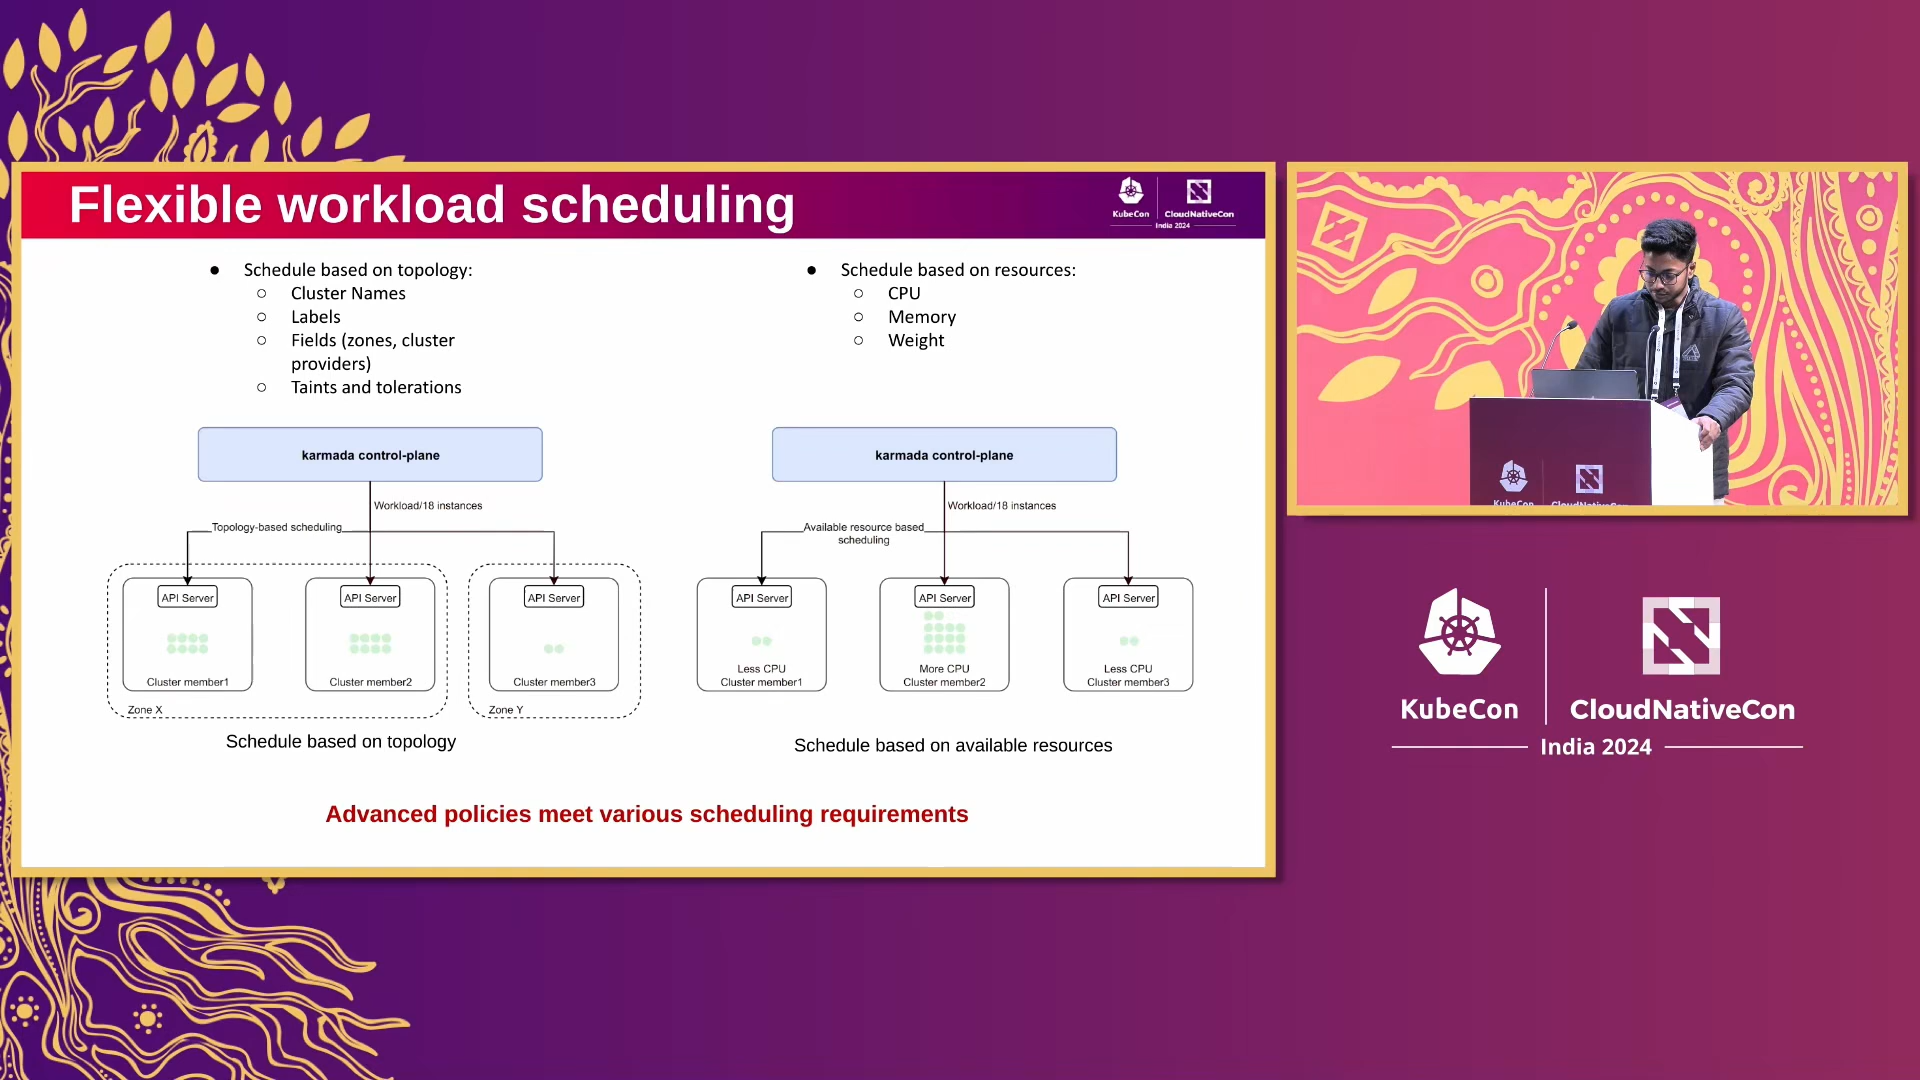 Flexible workload scheduling
KubeCon
CloudNativeCon
India 2024
● Schedule based on topology:
○ Cluster Names
○ Labels
○ Fields (zones, cluster
providers)
○ Taints and tolerations
● Schedule based on resources:
○ CPU
○ Memory
○ Weight
karmada control-plane
Workload/18 instances
Topology-based scheduling
API Server
API Server
API Server
Cluster member1
Cluster member2
Cluster member3
Zone X
Zone Y
Schedule based on topology
karmada control-plane
Workload/18 instances
Available resource based
scheduling
API Server
API Server
API Server
Less CPU
Cluster member1
More CPU
Cluster member2
Less CPU
Cluster member3
Schedule based on available resources
Advanced policies meet various scheduling requirements
KubeCon
CloudNativeCon
KubeCon
CloudNativeCon
India 2024